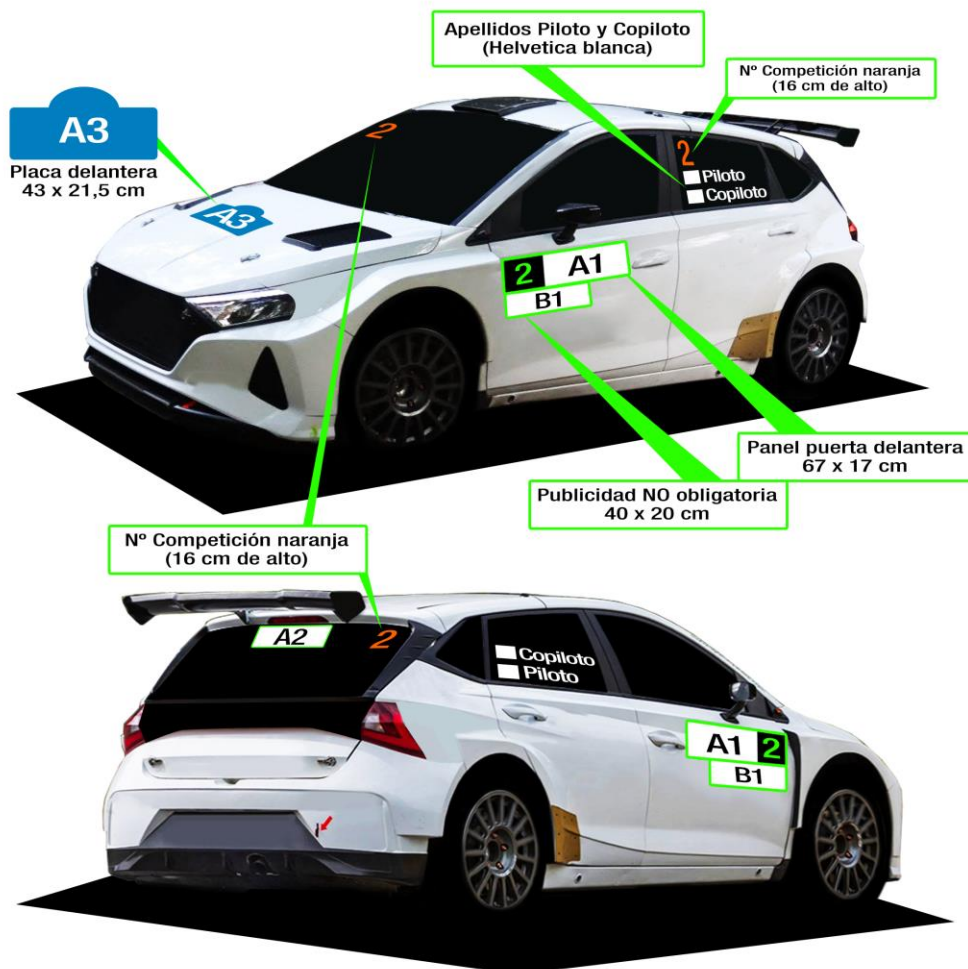 Apellidos Piloto y Copiloto
(Helvetica blanca)
Nº Competición naranja
(16 cm de alto)
A3
Placa delantera
43 x 21,5 cm
2
2
Piloto
Copiloto
A3
2 A1
B1
Panel puerta delantera
67 x 17 cm
Publicidad NO obligatoria
40 x 20 cm
Nº Competición naranja
(16 cm de alto)
A2
2
Copiloto
Piloto
A1 2
B1